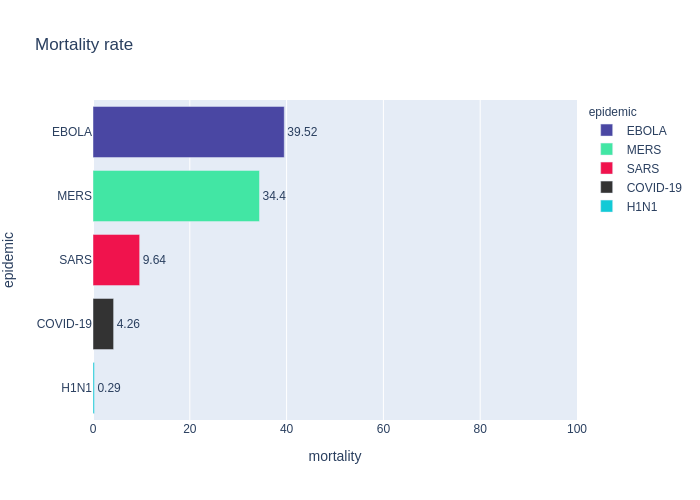 Mortality rate
epidemic
EBOLA
MERS
SARS
COVID-19
H1N1
39.52
34.4
9.64
4.26
0.29
0 20 40 60 80 100
mortality
epidemic
EBOLA
MERS
SARS
COVID-19
H1N1